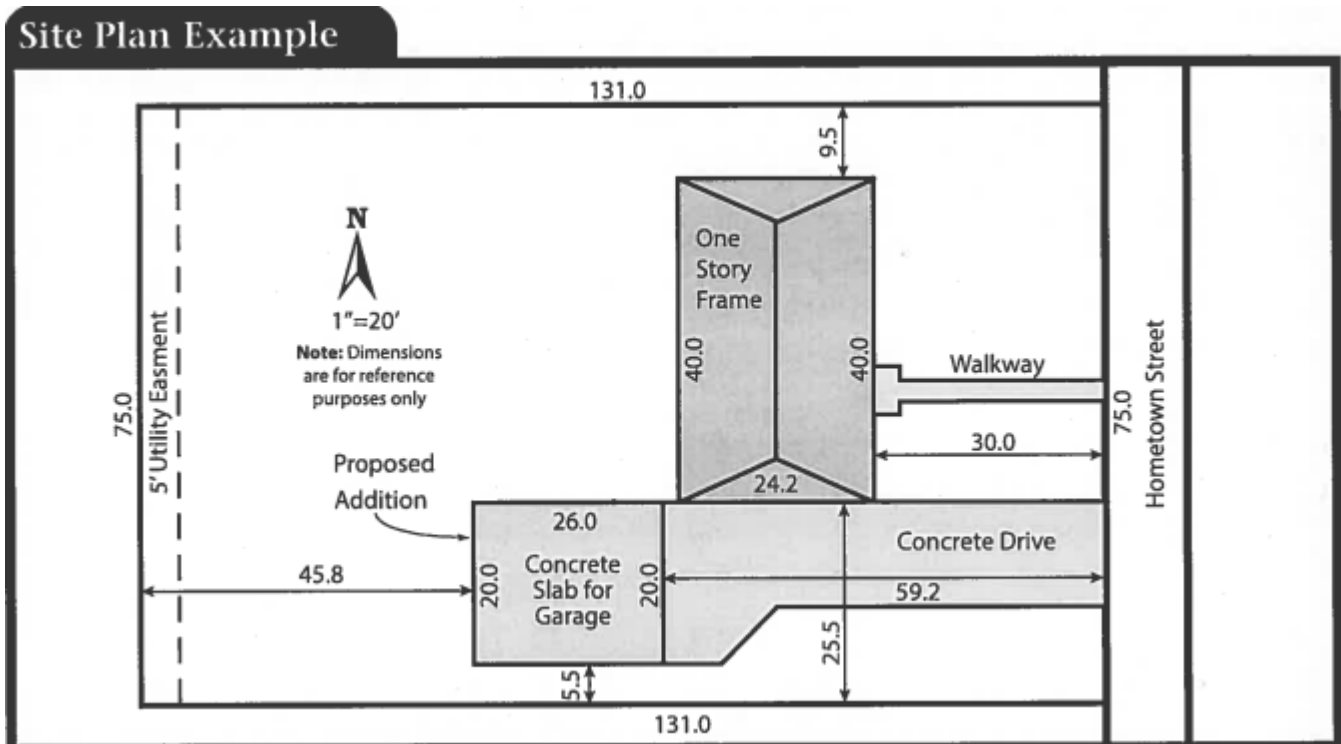 Site Plan Example
131.0
9.5
N
1"=20'
Note: Dimensions
are for reference
purposes only
One
Story
Frame
40.0
40.0
24.2
Walkway
30.0
75.0
Hometown Street
75.0
5' Utility Easment
Proposed
Addition
45.8
26.0
20.0
Concrete
Slab for
Garage
20.0
Concrete Drive
59.2
25.5
5.5
131.0